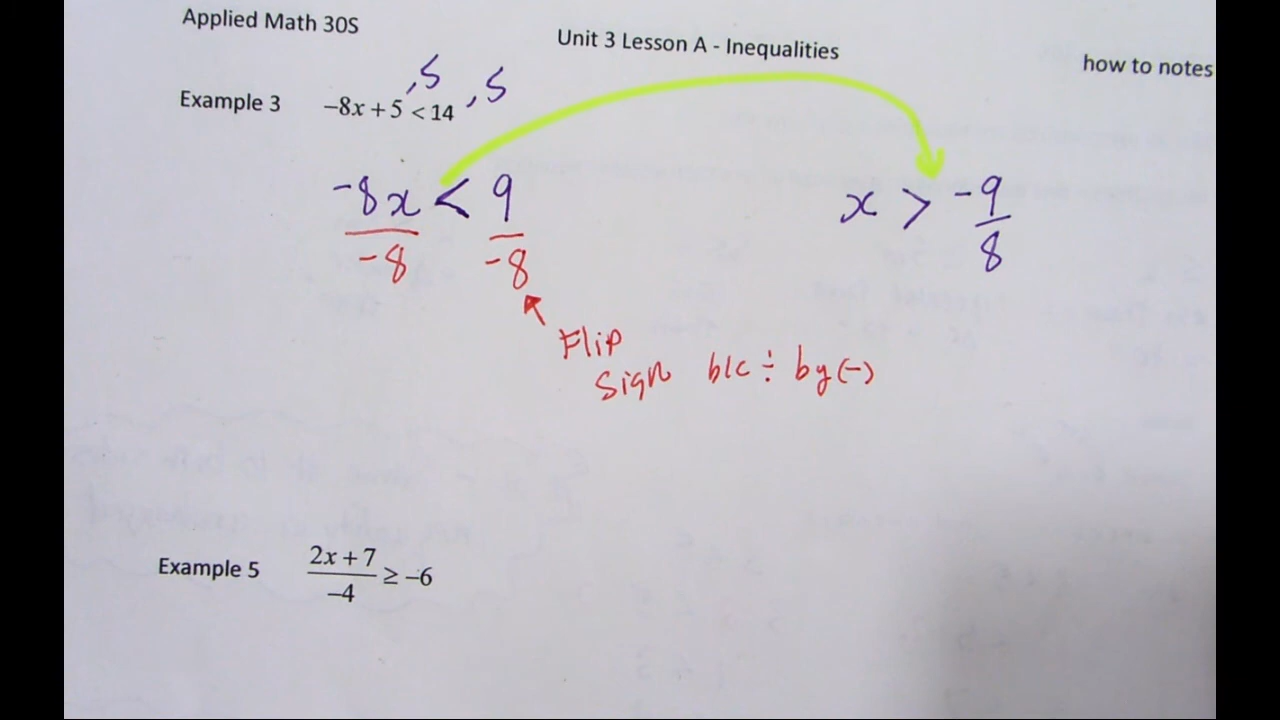 Applied Math 30S
Unit 3 Lesson A - Inequalities
how to notes
,5 ,5
Example 3 −8x + 5 < 14
-8x < 9
-8 -8
x > -9/8
Flip
Sign b/c ÷ by (-)
Example 5 (2x + 7)/−4 ≥ −6